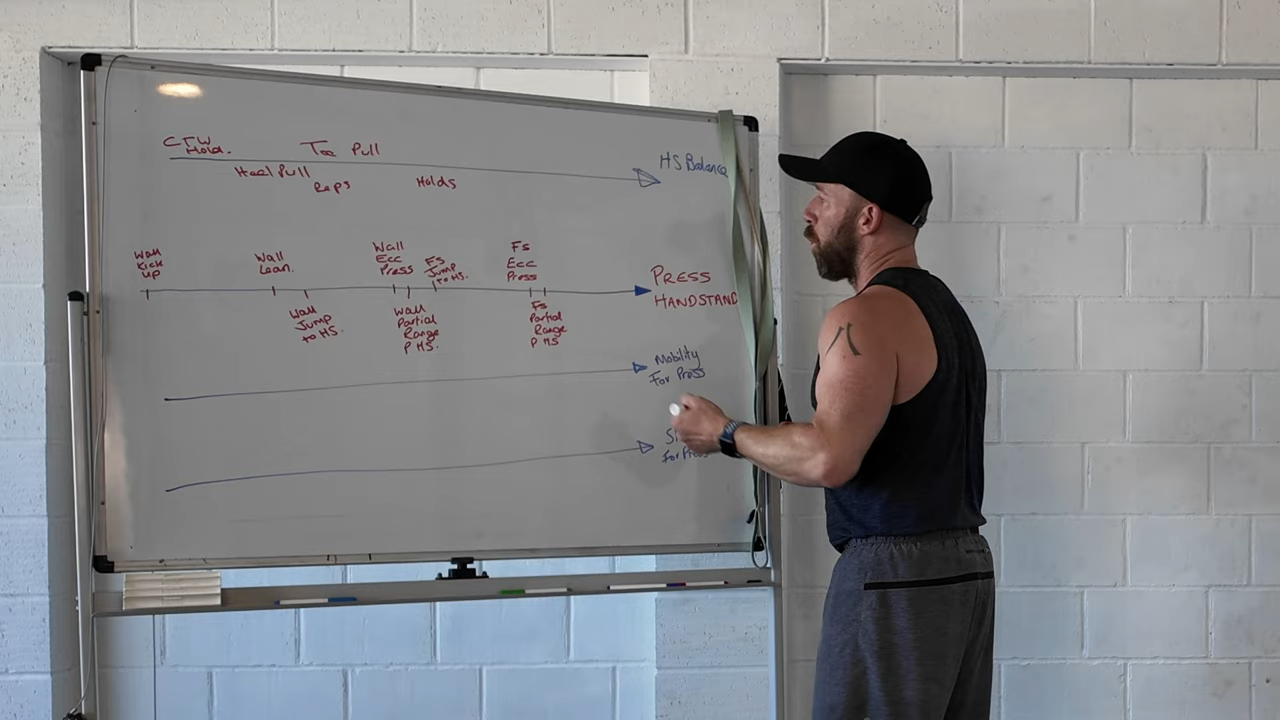 CTW
Hold.
Toe Pull
HS Balance
Heel Pull
Reps
Holds
Wall
Kick
up
Wall
Lean.
Wall
Ecc
Press
FS
Jump
to HS.
Fs
Ecc
Press
PRESS
HANDSTAND
Wall
Jump
to HS.
Wall
Partial
Range
P HS.
Fs
Partial
Range
P HS
Mobility
For Press
For Press